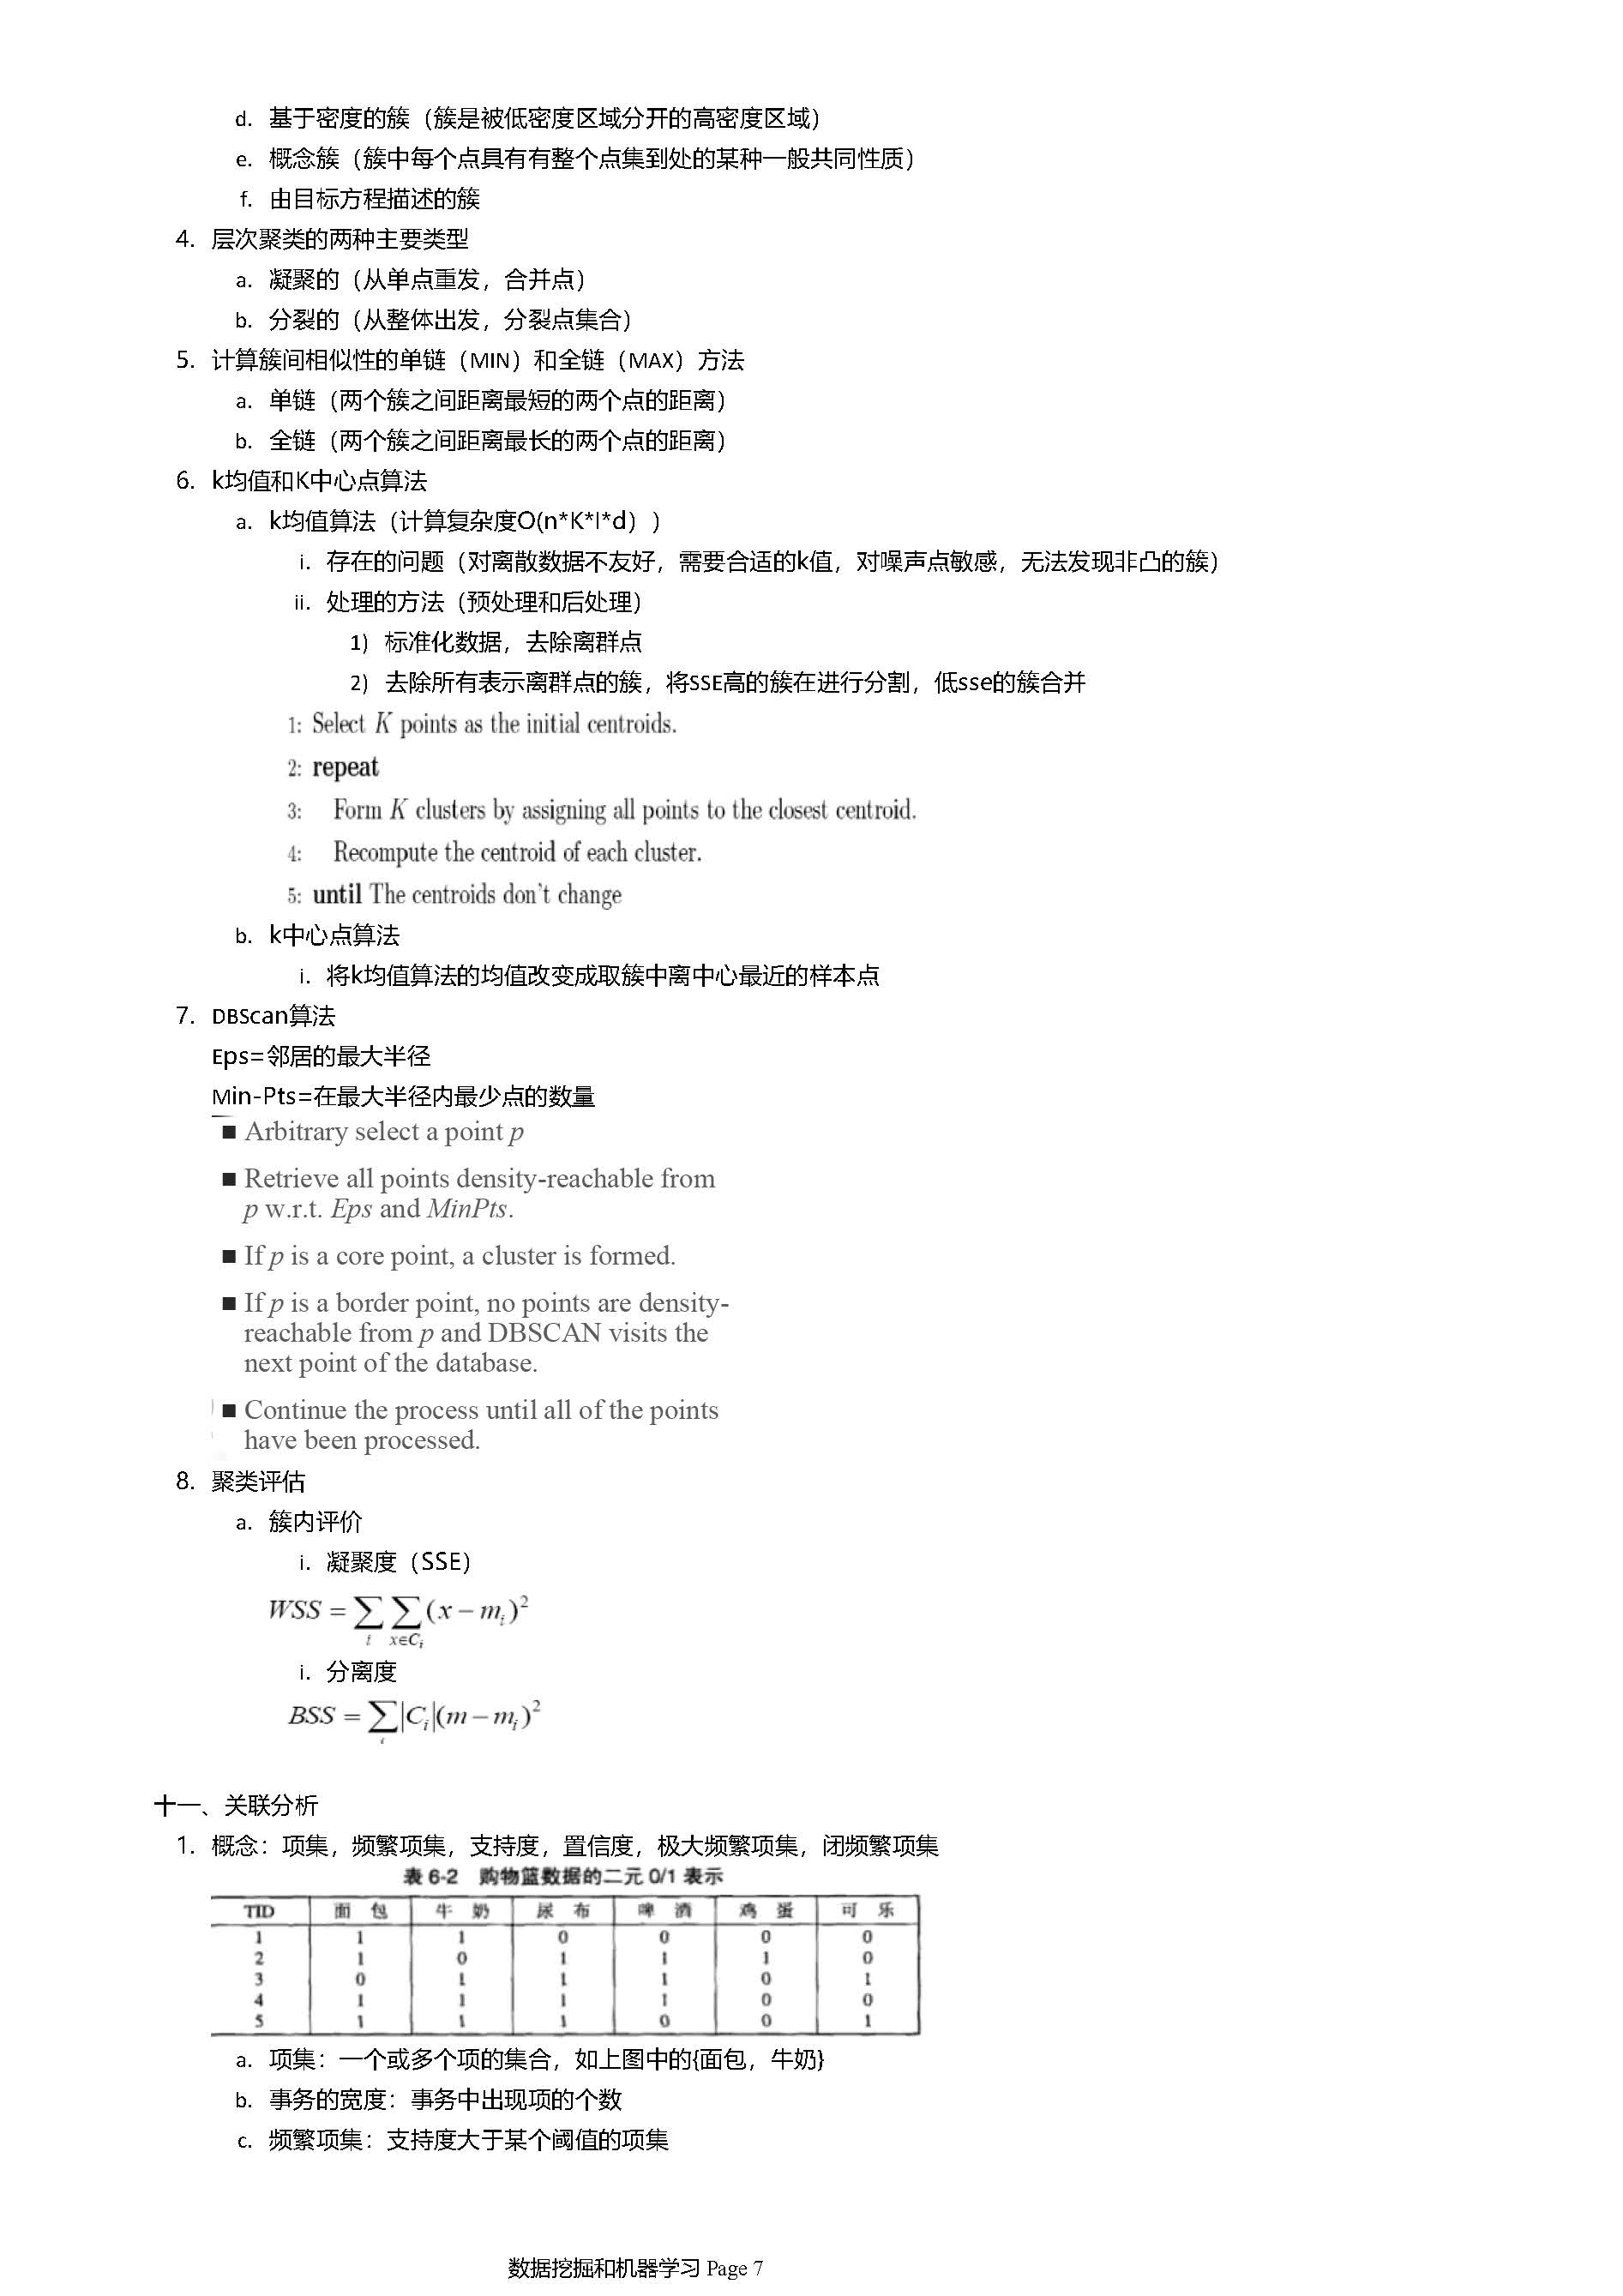 d. 基于密度的簇（簇是被低密度区域分开的高密度区域）
e. 概念簇（簇中每个点具有有整个点集到处的某种一般共同性质）
f. 由目标方程描述的簇
4. 层次聚类的两种主要类型
a. 凝聚的（从单点重发，合并点）
b. 分裂的（从整体出发，分裂点集合）
5. 计算簇间相似性的单链（MIN）和全链（MAX）方法
a. 单链（两个簇之间距离最短的两个点的距离）
b. 全链（两个簇之间距离最长的两个点的距离）
6. k均值和K中心点算法
a. k均值算法（计算复杂度O(n*K*I*d））
i. 存在的问题（对离散数据不友好，需要合适的k值，对噪声点敏感，无法发现非凸的簇）
ii. 处理的方法（预处理和后处理）
1) 标准化数据，去除离群点
2) 去除所有表示离群点的簇，将SSE高的簇在进行分割，低sse的簇合并
1: Select K points as the initial centroids.
2: repeat
3: Form K clusters by assigning all points to the closest centroid.
4: Recompute the centroid of each cluster.
5: until The centroids don't change
b. k中心点算法
i. 将k均值算法的均值改变成取簇中离中心最近的样本点
7. DBScan算法
Eps=邻居的最大半径
Min-Pts=在最大半径内最少点的数量
■ Arbitrary select a point p
■ Retrieve all points density-reachable from
p w.r.t. Eps and MinPts.
■ If p is a core point, a cluster is formed.
■ If p is a border point, no points are density-
reachable from p and DBSCAN visits the
next point of the database.
■ Continue the process until all of the points
have been processed.
8. 聚类评估
a. 簇内评价
i. 凝聚度（SSE）
WSS = ∑_i ∑_{x∈C_i} (x − m_i)²
i. 分离度
BSS = ∑_i |C_i|(m − m_i)²
十一、关联分析
1. 概念：项集，频繁项集，支持度，置信度，极大频繁项集，闭频繁项集
表 6-2 购物篮数据的二元 0/1 表示
TID 面包 牛奶 尿布 啤酒 鸡蛋 可乐
1 1 1 0 0 0 0
2 1 0 1 1 1 0
3 0 1 1 1 0 1
4 1 1 1 1 0 0
5 1 1 1 0 0 1
a. 项集：一个或多个项的集合，如上图中的{面包，牛奶}
b. 事务的宽度：事务中出现项的个数
c. 频繁项集：支持度大于某个阈值的项集
数据挖掘和机器学习 Page 7